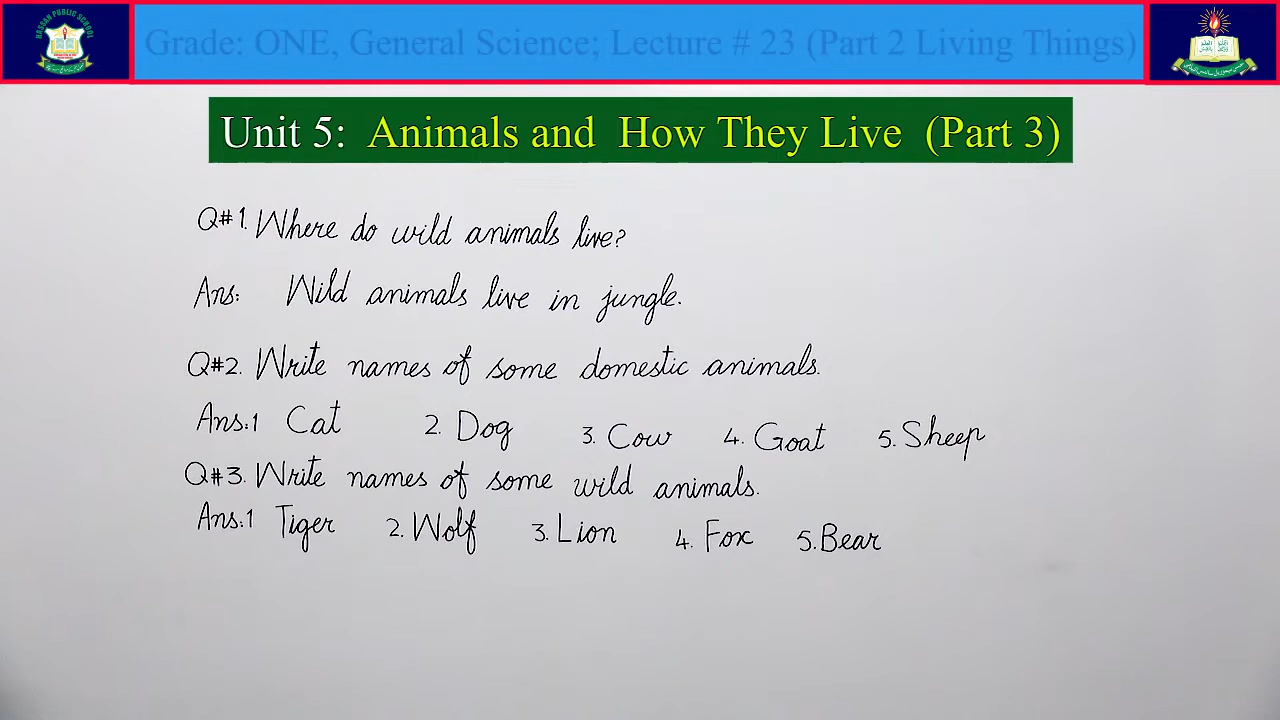 HASSAN PUBLIC SCHOOL
Grade: ONE, General Science; Lecture # 23 (Part 2 Living Things)
Unit 5: Animals and How They Live (Part 3)
Q#1. Where do wild animals live?
Ans: Wild animals live in jungle.
Q#2. Write names of some domestic animals.
Ans:1 Cat 2. Dog 3. Cow 4. Goat 5. Sheep
Q#3. Write names of some wild animals.
Ans:1 Tiger 2. Wolf 3. Lion 4. Fox 5. Bear